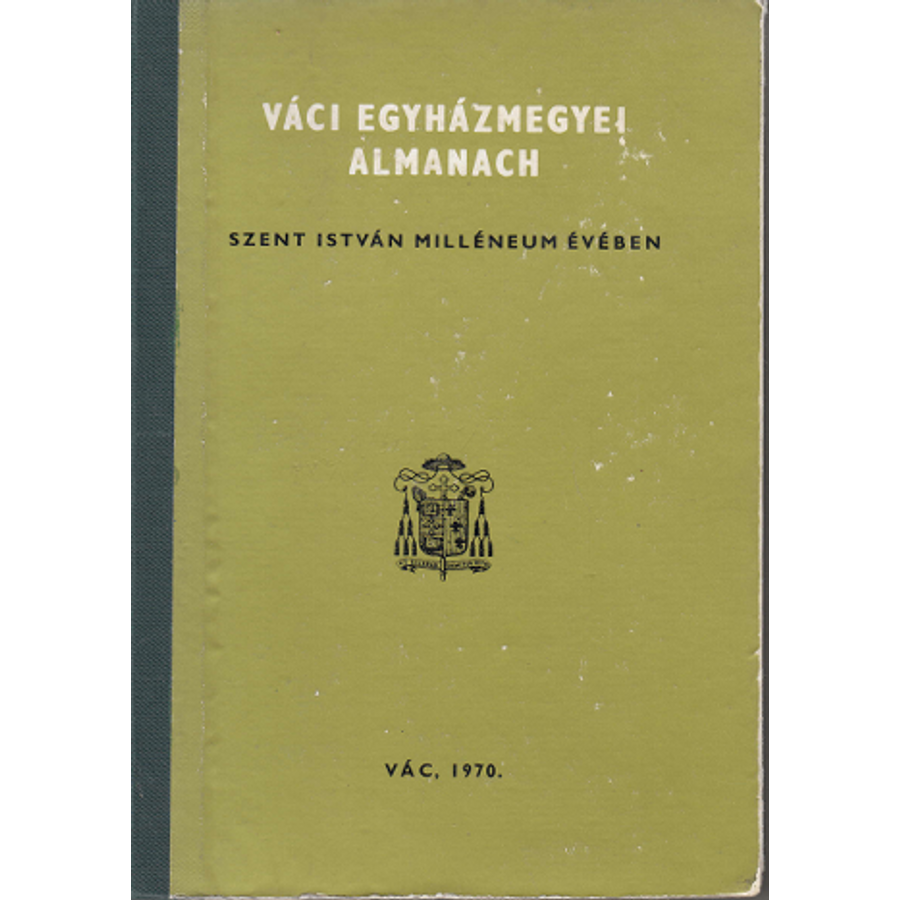 VÁCI EGYHÁZMEGYEI
ALMANACH
SZENT ISTVÁN MILLÉNEUM ÉVÉBEN
VÁC, 1970.